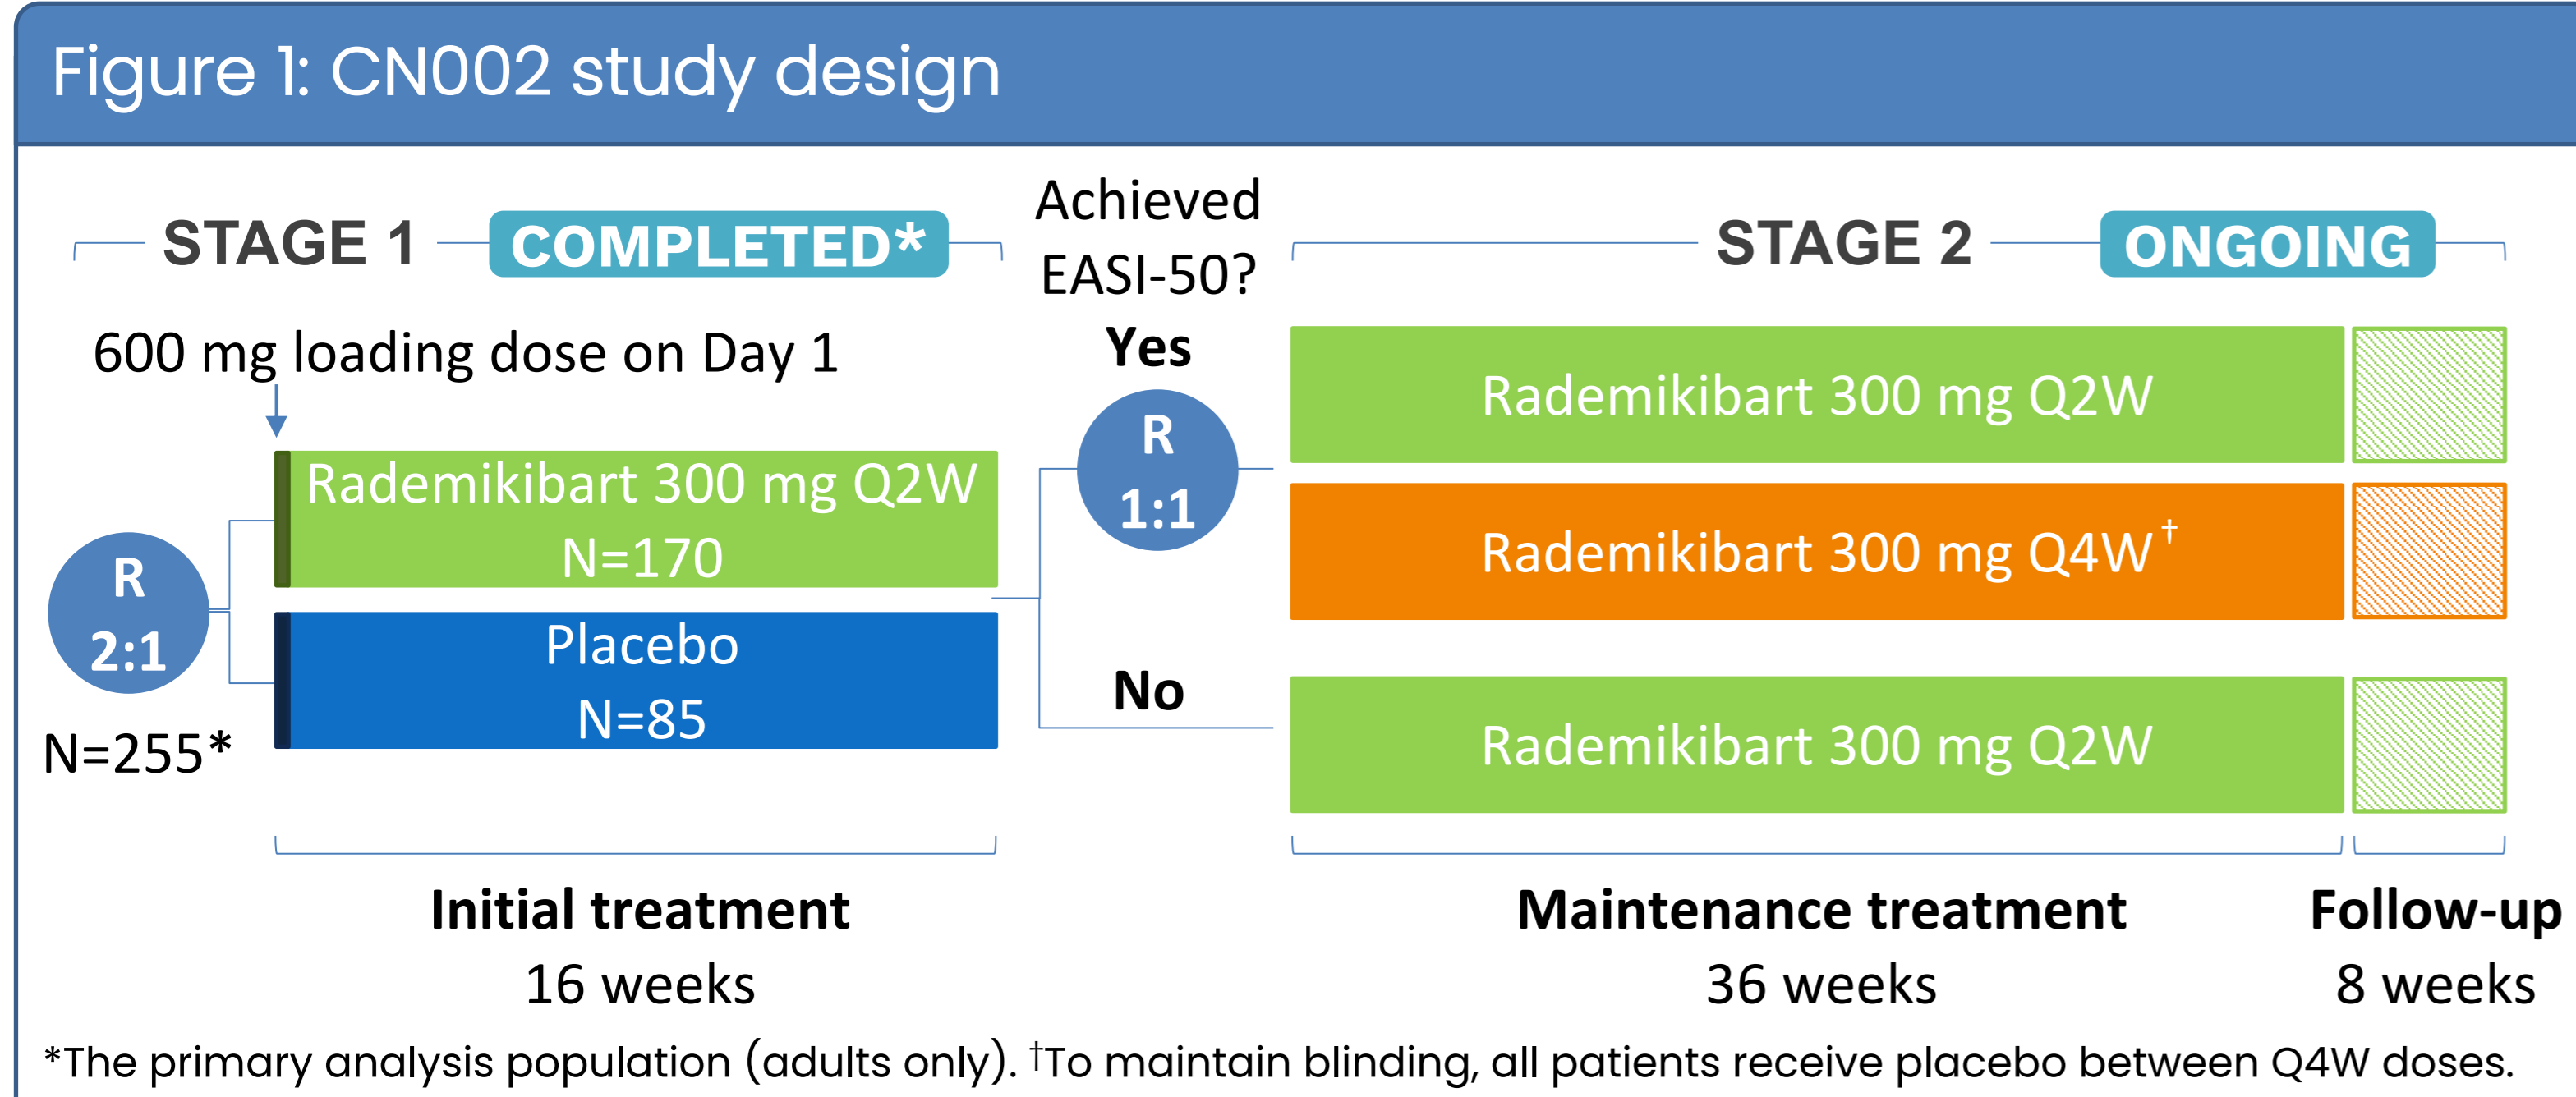 Figure 1: CN002 study design
STAGE 1
COMPLETED*
Achieved
EASI-50?
STAGE 2
ONGOING
600 mg loading dose on Day 1
R
2:1
N=255*
Rademikibart 300 mg Q2W
N=170
Placebo
N=85
Yes
R
1:1
No
Rademikibart 300 mg Q2W
Rademikibart 300 mg Q4W†
Rademikibart 300 mg Q2W
Initial treatment
16 weeks
Maintenance treatment
36 weeks
Follow-up
8 weeks
*The primary analysis population (adults only). †To maintain blinding, all patients receive placebo between Q4W doses.